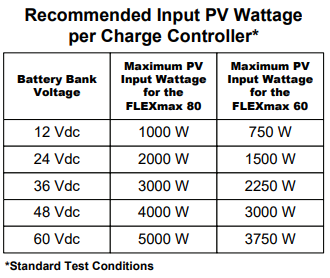 Recommended Input PV Wattage
per Charge Controller*
Battery Bank
Voltage
Maximum PV
Input Wattage
for the
FLEXmax 80
Maximum PV
Input Wattage
for the
FLEXmax 60
12 Vdc 1000 W 750 W
24 Vdc 2000 W 1500 W
36 Vdc 3000 W 2250 W
48 Vdc 4000 W 3000 W
60 Vdc 5000 W 3750 W
*Standard Test Conditions